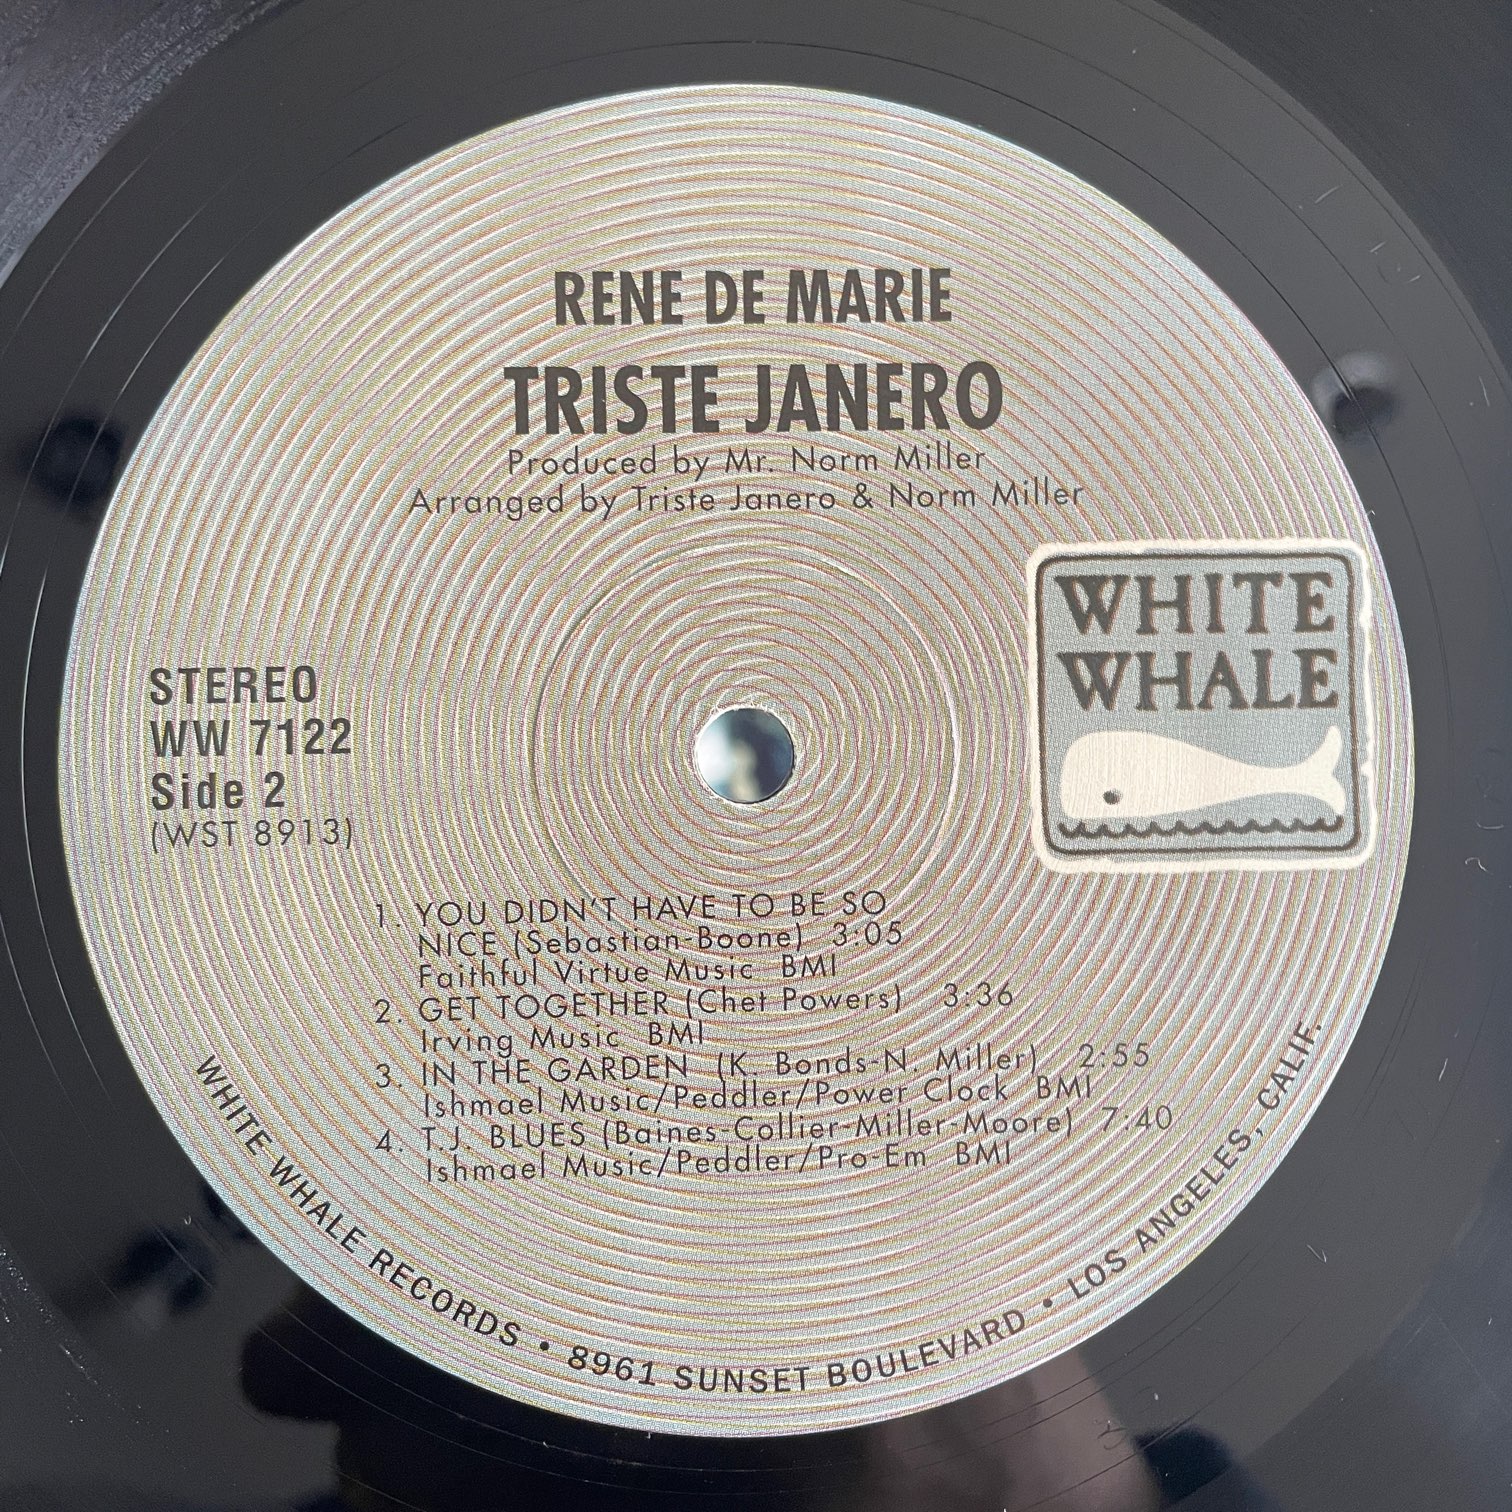 RENE DE MARIE
TRISTE JANERO
Produced by Mr. Norm Miller
Arranged by Triste Janero & Norm Miller
WHITE
WHALE
STEREO
WW 7122
Side 2
(WST 8913)
1. YOU DIDN'T HAVE TO BE SO
NICE (Sebastian-Boone) 3:05
Faithful Virtue Music BMI
2. GET TOGETHER (Chet Powers) 3:36
Irving Music BMI
3. IN THE GARDEN (K. Bonds-N. Miller) 2:55
Ishmael Music/Peddler/Power Clock BMI
4. T.J. BLUES (Baines-Collier-Miller-Moore) 7:40
Ishmael Music/Peddler/Pro-Em BMI
WHITE WHALE RECORDS • 8961 SUNSET BOULEVARD • LOS ANGELES, CALIF.